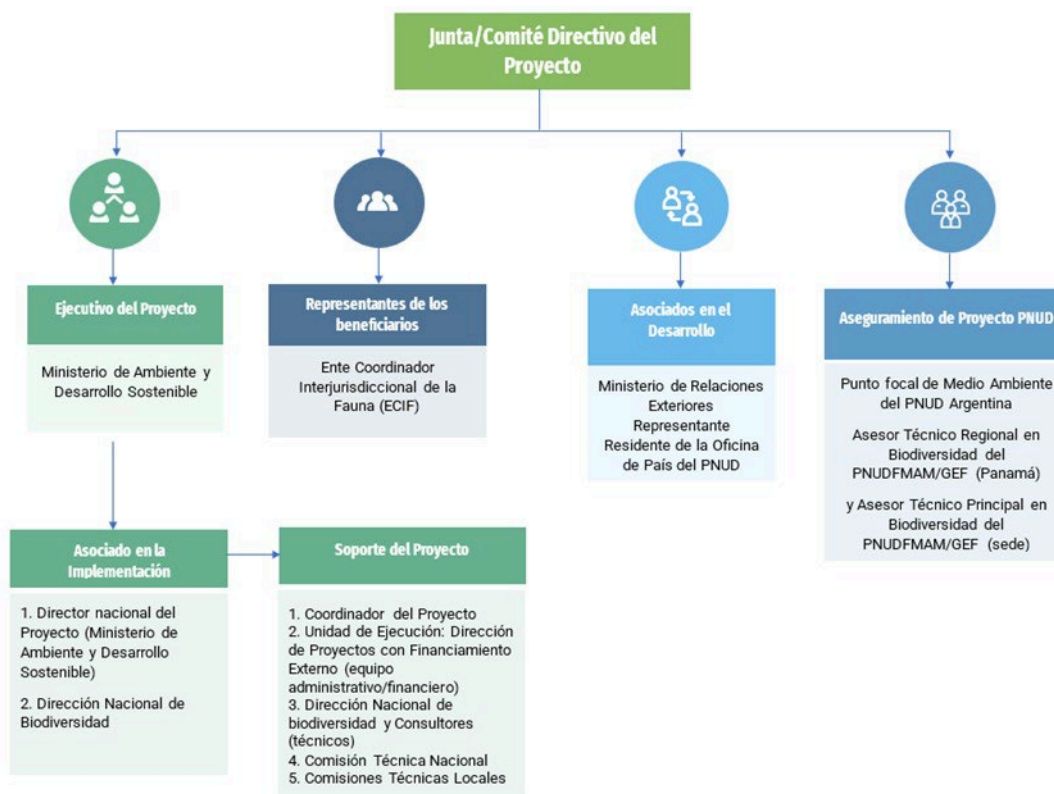 Junta/Comité Directivo del
Proyecto
Ejecutivo del Proyecto
Ministerio de Ambiente y
Desarrollo Sostenible
Representantes de los
beneficiarios
Ente Coordinador
Interjurisdiccional de la
Fauna (ECIF)
Asociados en el
Desarrollo
Ministerio de Relaciones
Exteriores
Representante
Residente de la Oficina
de País del PNUD
Aseguramiento de Proyecto PNUD
Punto focal de Medio Ambiente
del PNUD Argentina
Asesor Técnico Regional en
Biodiversidad del
PNUDFMAM/GEF (Panamá)
y Asesor Técnico Principal en
Biodiversidad del
PNUDFMAM/GEF (sede)
Asociado en la
Implementación
1. Director nacional del
Proyecto (Ministerio de
Ambiente y Desarrollo
Sostenible)
2. Dirección Nacional de
Biodiversidad
Soporte del Proyecto
1. Coordinador del Proyecto
2. Unidad de Ejecución: Dirección
de Proyectos con Financiamiento
Externo (equipo
administrativo/financiero)
3. Dirección Nacional de
biodiversidad y Consultores
(técnicos)
4. Comisión Técnica Nacional
5. Comisiones Técnicas Locales